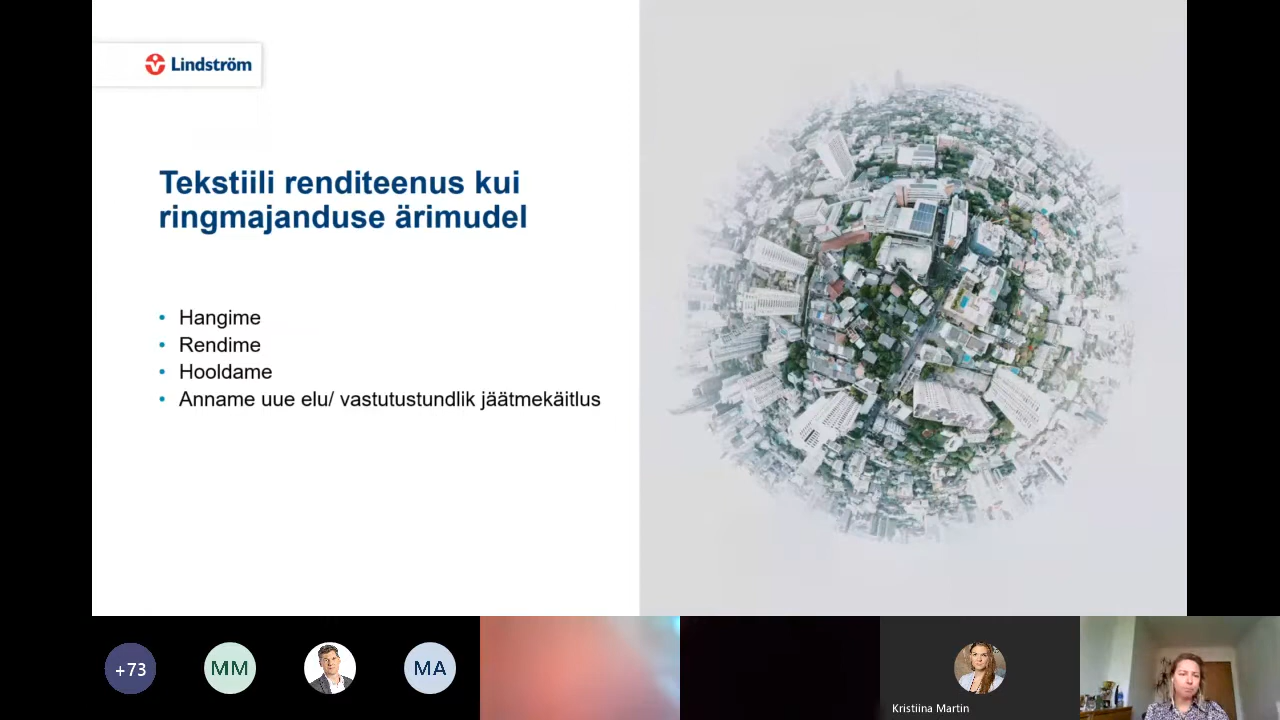 Lindström
Tekstiili renditeenus kui
ringmajanduse ärimudel
• Hangime
• Rendime
• Hooldame
• Anname uue elu/ vastutustundlik jäätmekäitlus
+73
MM
MA
Kristiina Martin